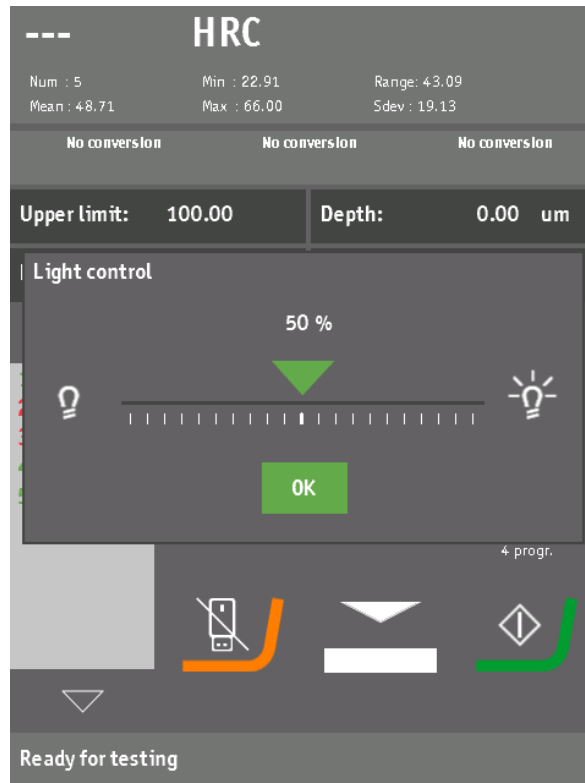 --- HRC
Num : 5 Min : 22.91 Range: 43.09
Mean : 48.71 Max : 66.00 Sdev : 19.13
No conversion No conversion No conversion
Upper limit: 100.00 Depth: 0.00 um
Light control
50 %
OK
4 progr.
Ready for testing